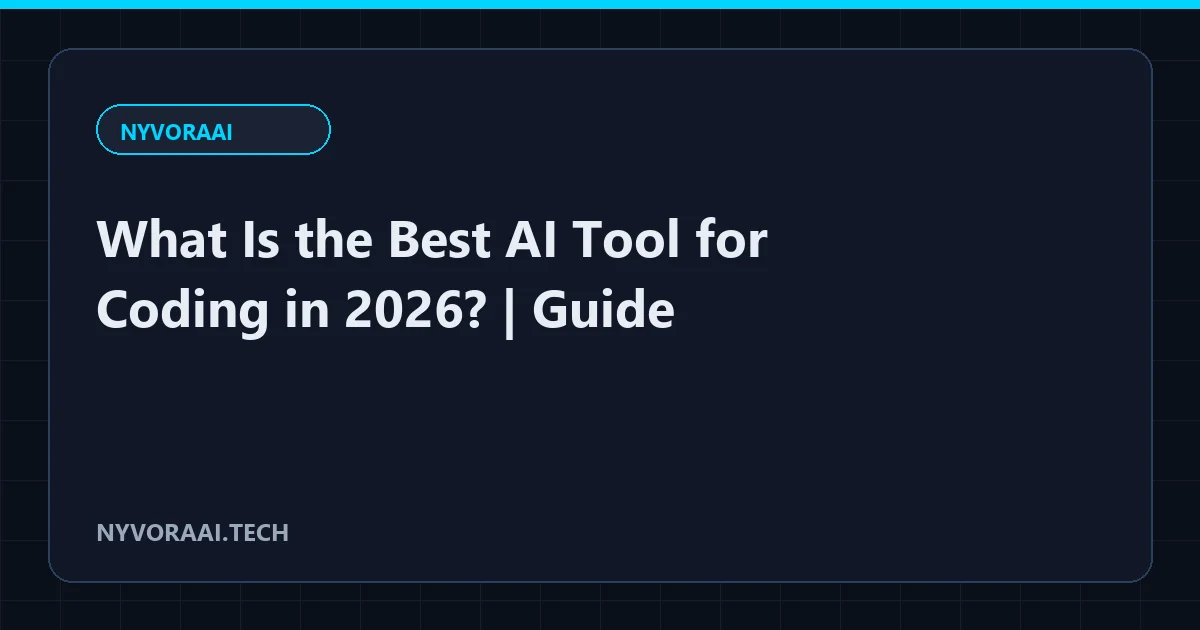 NYVORAAI
What Is the Best AI Tool for
Coding in 2026? | Guide
NYVORAAI.TECH